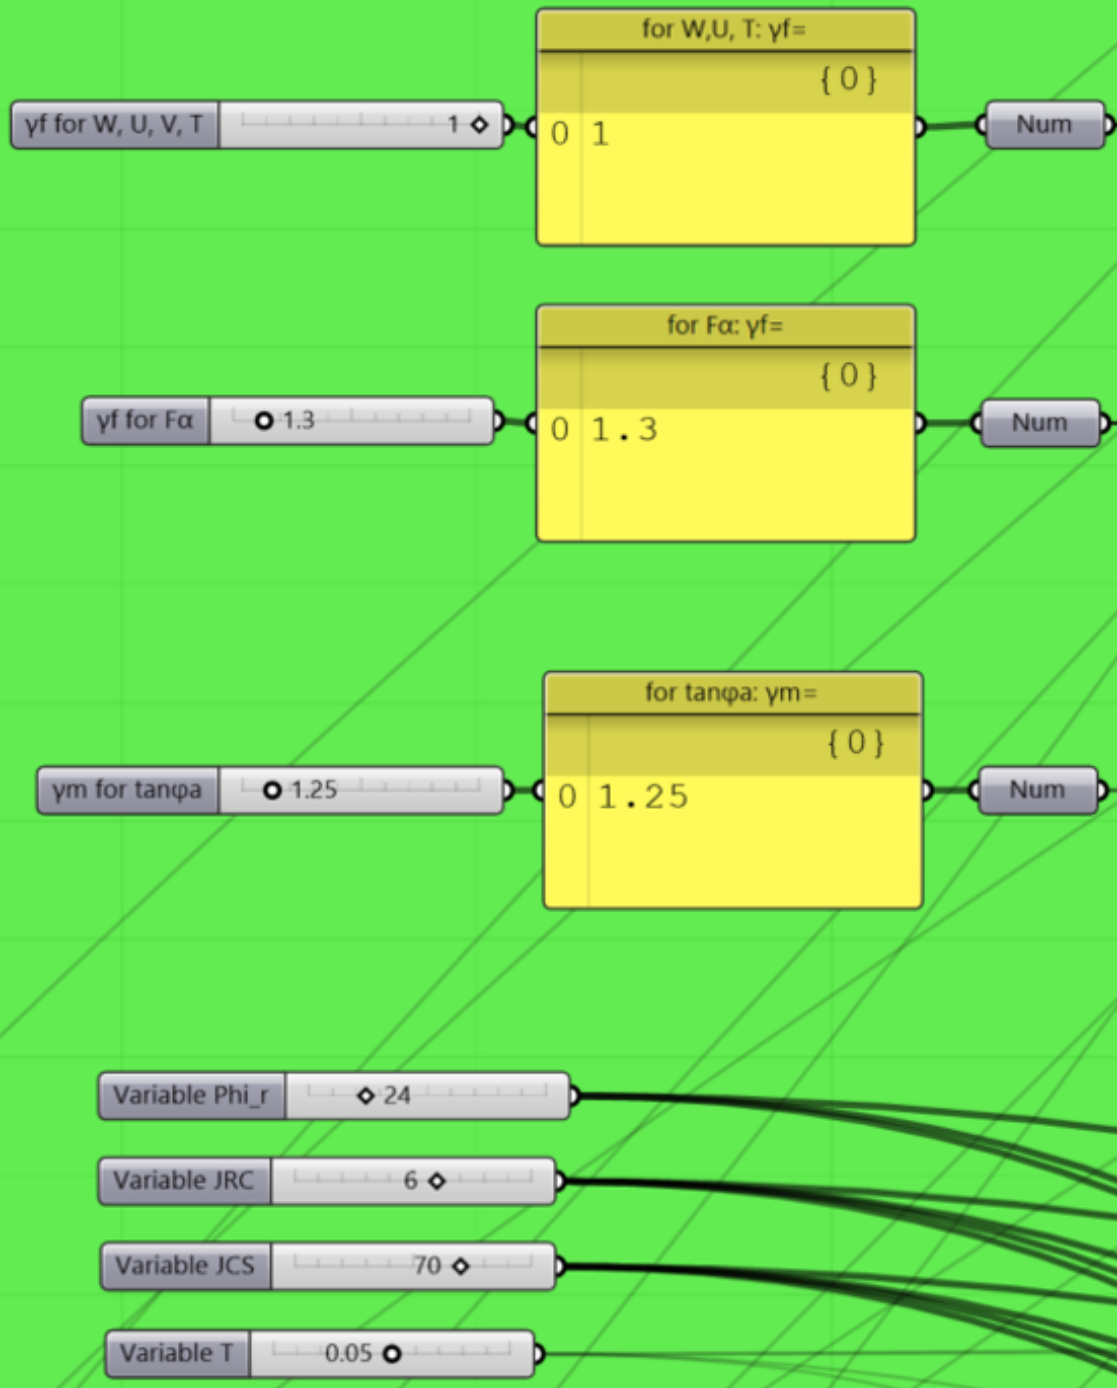 for W,U, T: γf=
{0}
γf for W, U, V, T
1
0 1
Num
for Fα: γf=
{0}
γf for Fα
1.3
0 1.3
Num
for tanφa: γm=
{0}
γm for tanφa
1.25
0 1.25
Num
Variable Phi_r
24
Variable JRC
6
Variable JCS
70
Variable T
0.05